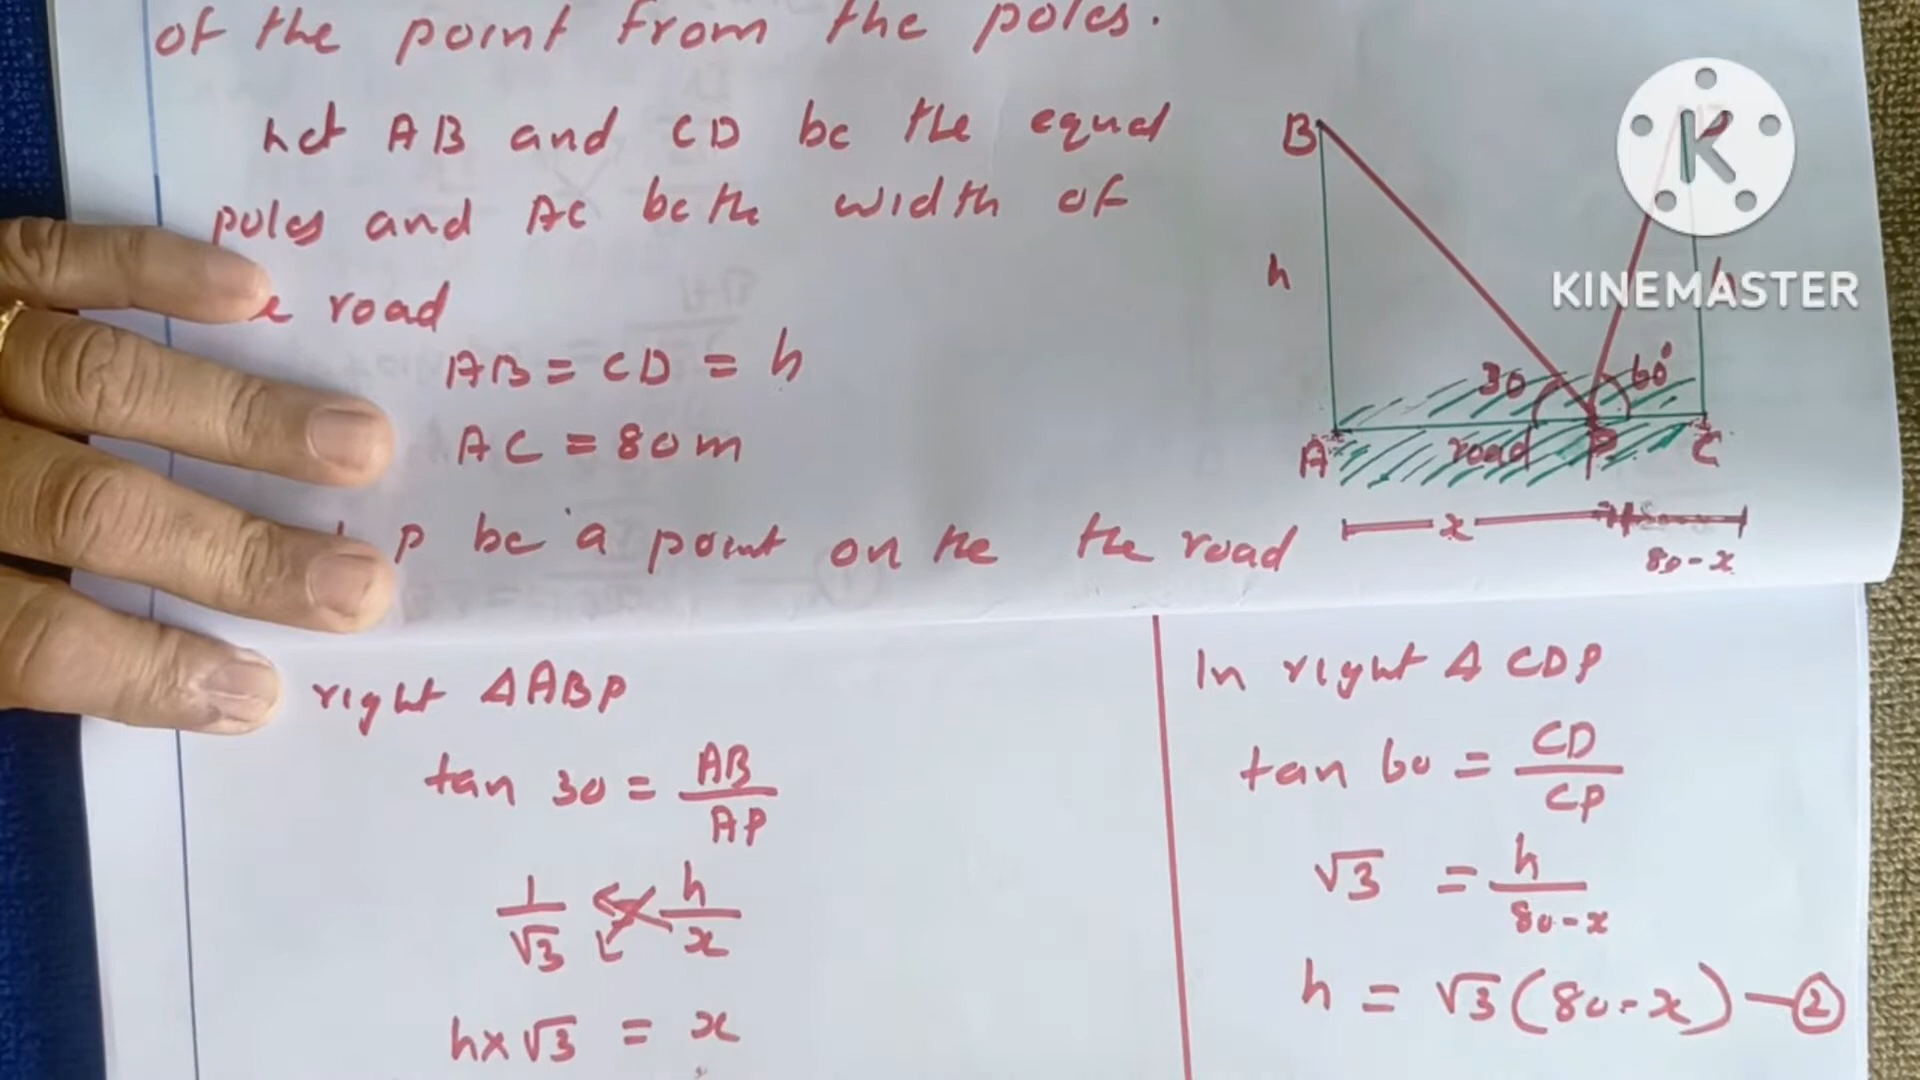 of the point from the poles.
Let AB and CD be the equal
poles and AC be the width of
road
AB = CD = h
AC = 80m
P be a point on the the road
B
h
30
60°
A
road
P
C
x
80-x
K
KINEMASTER
h
right △ABP
tan 30 = AB/AP
1/√3 h/x
h×√3 = x
In right △ CDP
tan 60 = CD/CP
√3 = h/80-x
h = √3(80-x) — ②